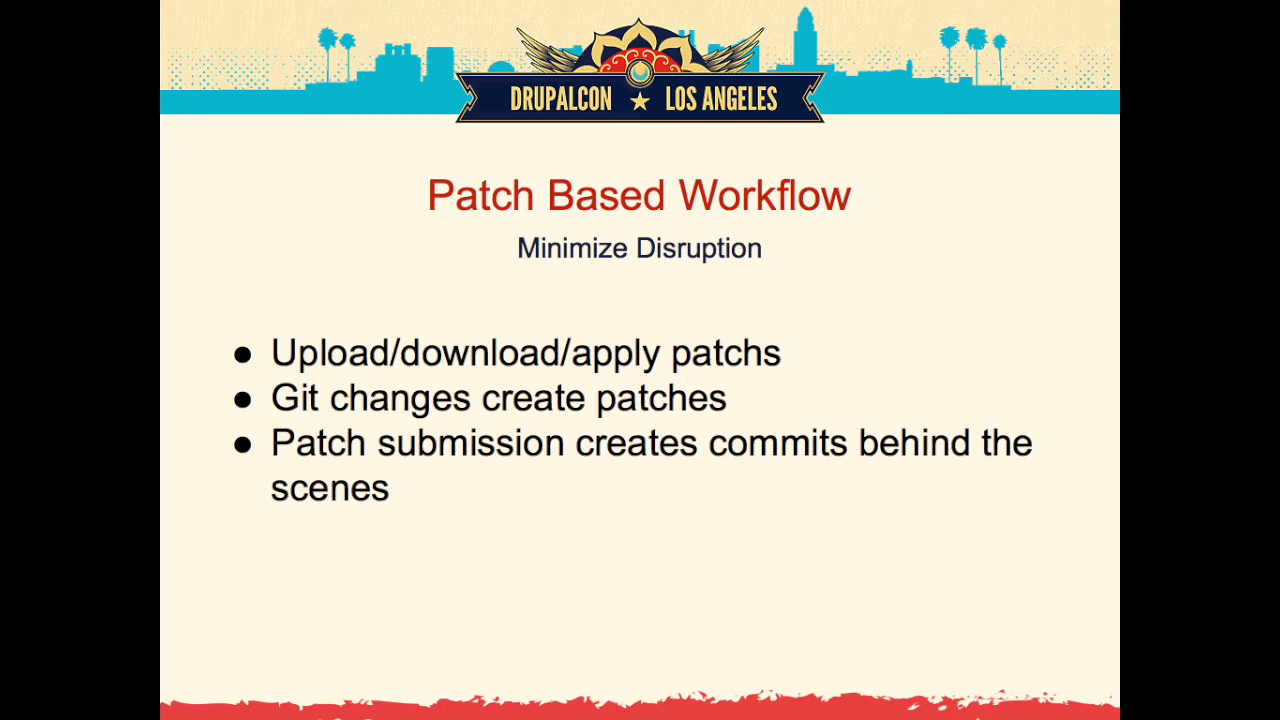 DRUPALCON ★ LOS ANGELES
Patch Based Workflow
Minimize Disruption
● Upload/download/apply patchs
● Git changes create patches
● Patch submission creates commits behind the
scenes